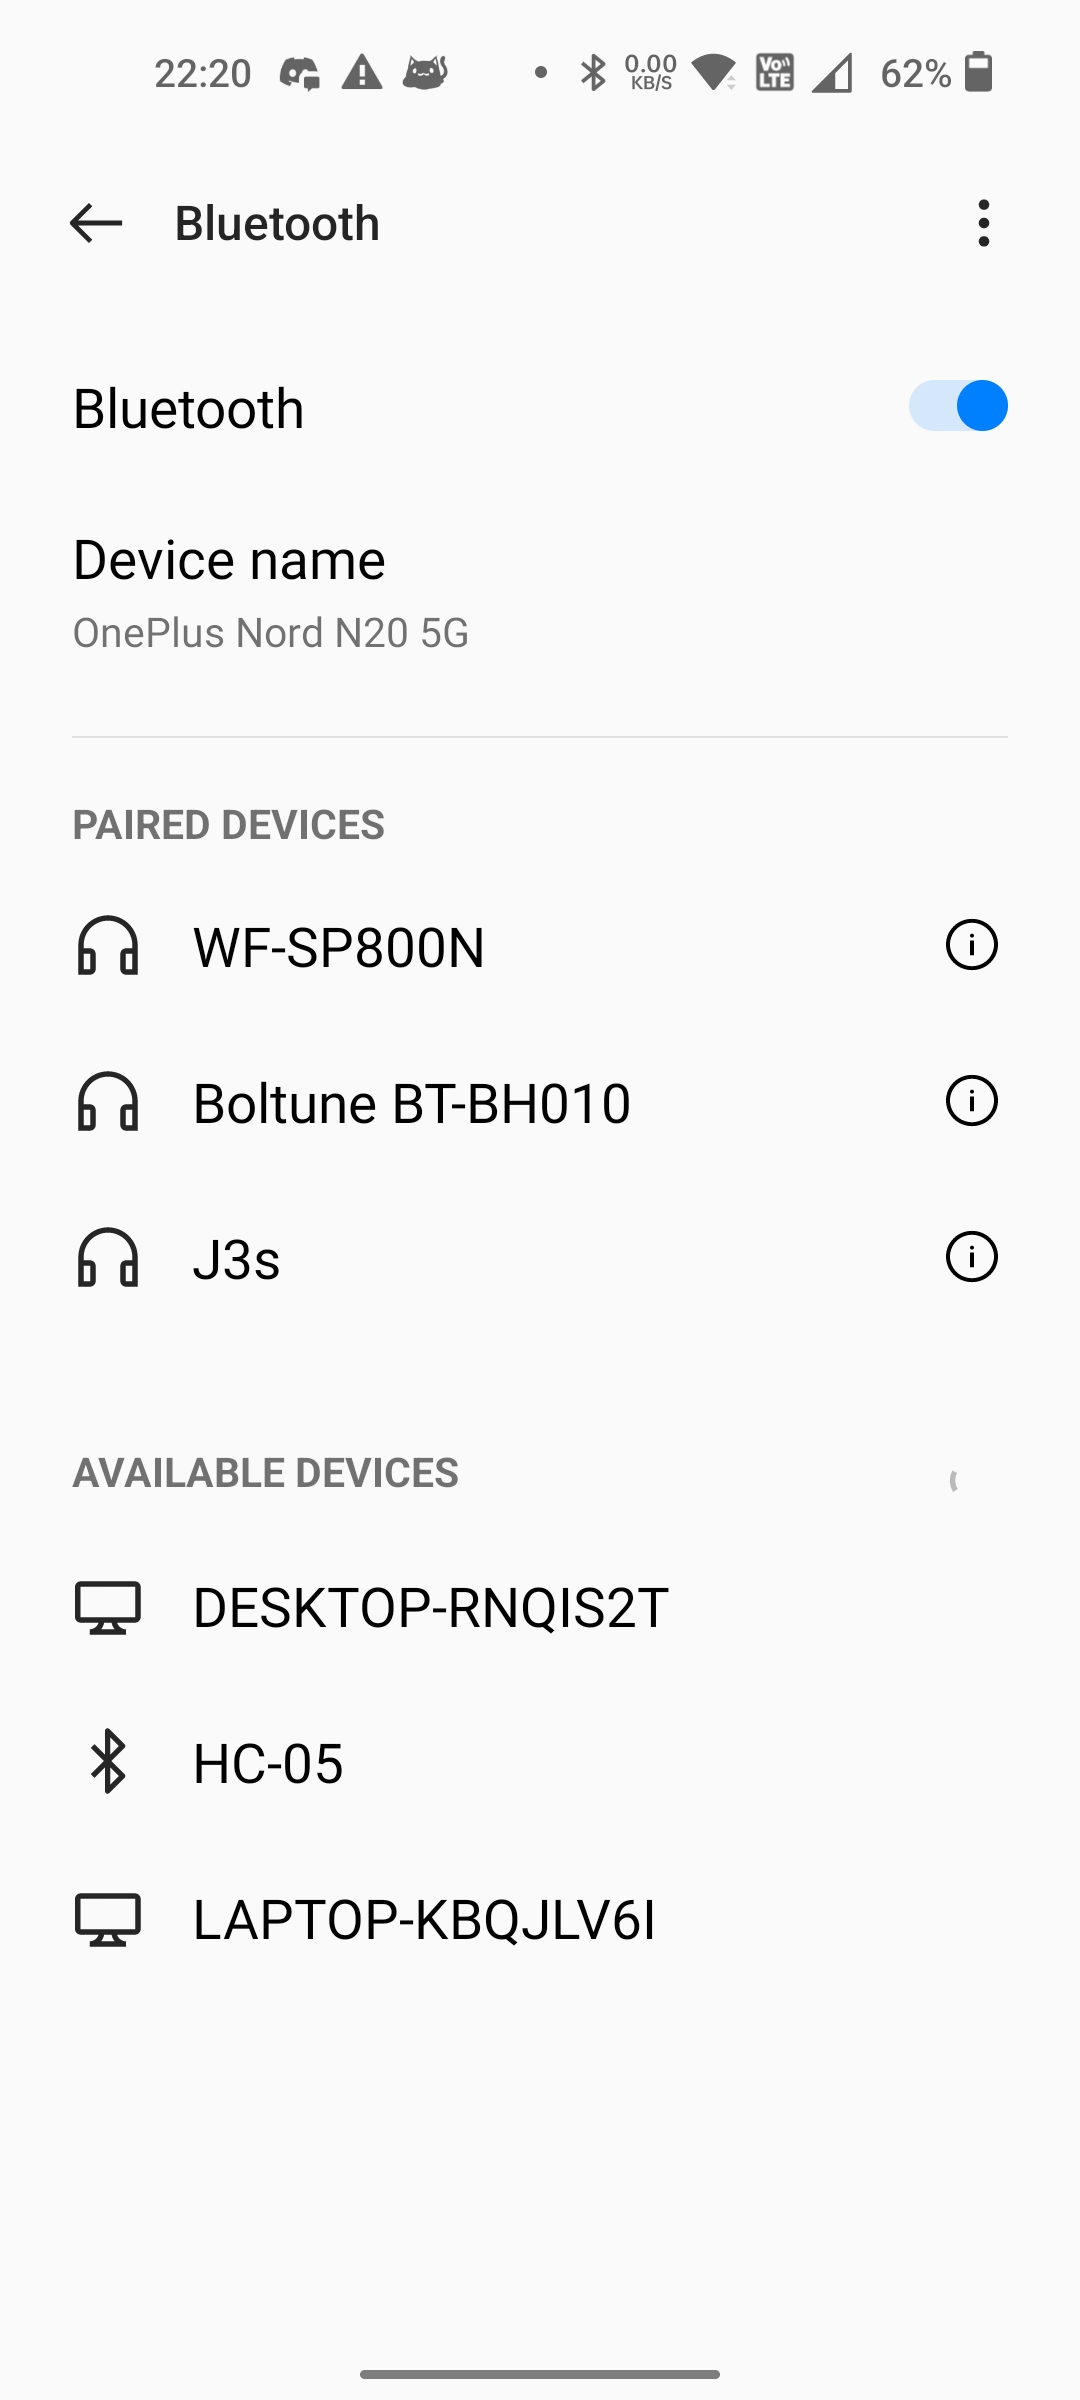 22:20 0.00 KB/S Vo LTE 62%
Bluetooth
Bluetooth
Device name
OnePlus Nord N20 5G
PAIRED DEVICES
WF-SP800N
Boltune BT-BH010
J3s
AVAILABLE DEVICES
DESKTOP-RNQIS2T
HC-05
LAPTOP-KBQJLV6I